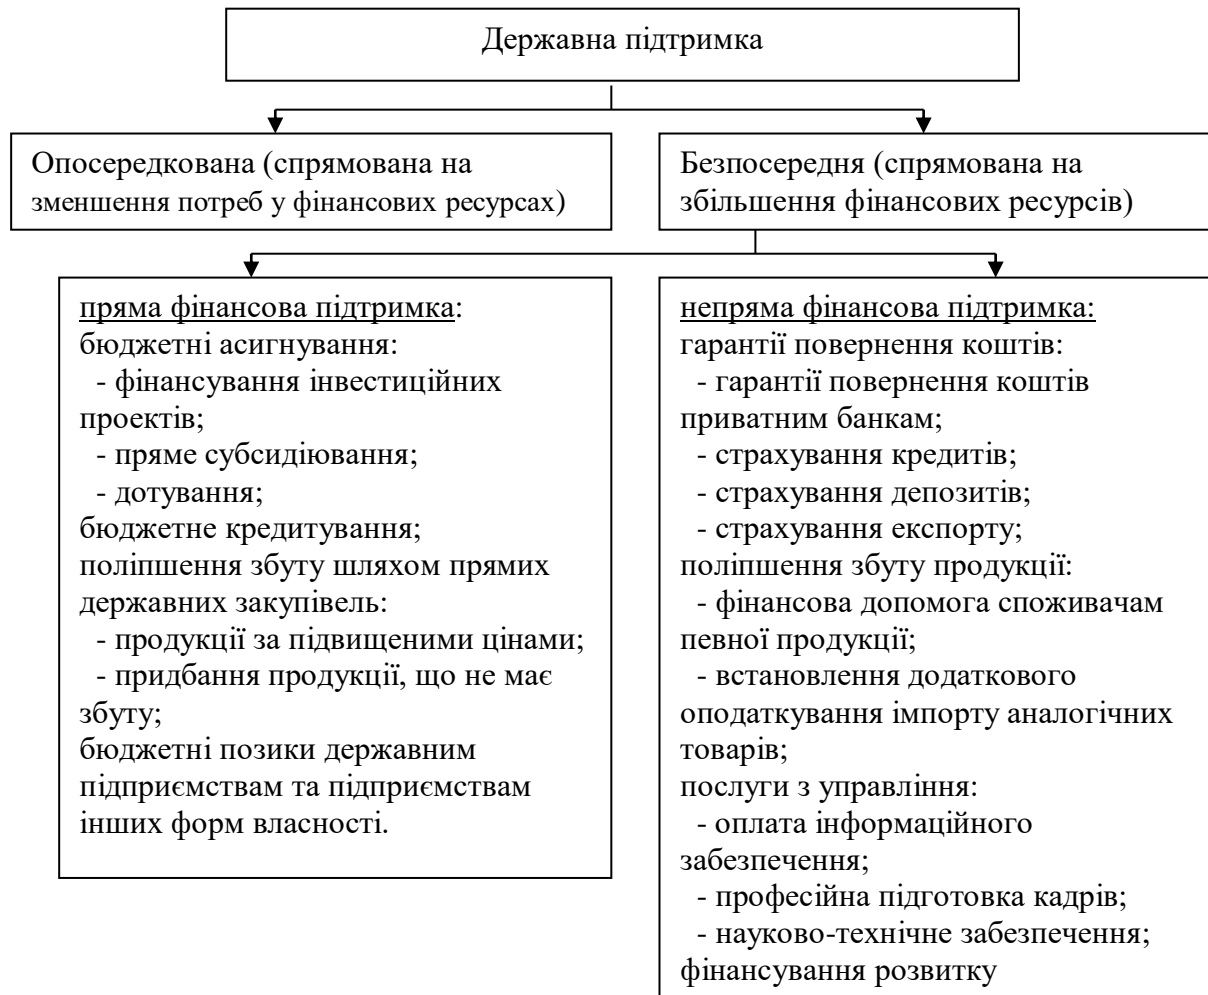 Державна підтримка
Опосередкована (спрямована на
зменшення потреб у фінансових ресурсах)
Безпосередня (спрямована на
збільшення фінансових ресурсів)
пряма фінансова підтримка:
бюджетні асигнування:
- фінансування інвестиційних
проектів;
- пряме субсидіювання;
- дотування;
бюджетне кредитування;
поліпшення збуту шляхом прямих
державних закупівель:
- продукції за підвищеними цінами;
- придбання продукції, що не має
збуту;
бюджетні позики державним
підприємствам та підприємствам
інших форм власності.
непряма фінансова підтримка:
гарантії повернення коштів:
- гарантії повернення коштів
приватним банкам;
- страхування кредитів;
- страхування депозитів;
- страхування експорту;
поліпшення збуту продукції:
- фінансова допомога споживачам
певної продукції;
- встановлення додаткового
оподаткування імпорту аналогічних
товарів;
послуги з управління:
- оплата інформаційного
забезпечення;
- професійна підготовка кадрів;
- науково-технічне забезпечення;
фінансування розвитку